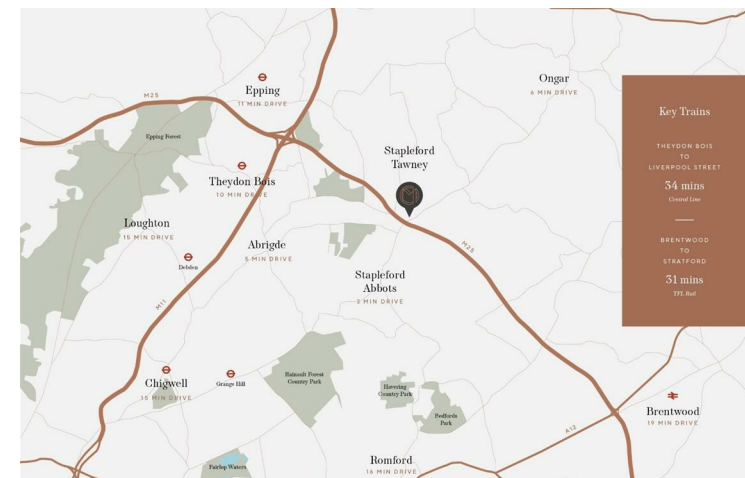 M25
Epping
11 MIN DRIVE
Ongar
6 MIN DRIVE
Epping Forest
Stapleford
Tawney
Theydon Bois
10 MIN DRIVE
Loughton
15 MIN DRIVE
Abrigde
5 MIN DRIVE
M25
Debden
Stapleford
Abbots
3 MIN DRIVE
M11
Chigwell
15 MIN DRIVE
Grange Hill
Hainault Forest
Country Park
Havering
Country Park
Bedfords
Park
Brentwood
19 MIN DRIVE
A12
Romford
16 MIN DRIVE
Fairlop Waters
Key Trains
THEYDON BOIS
TO
LIVERPOOL STREET
34 mins
Central Line
BRENTWOOD
TO
STRATFORD
31 mins
TFL Rail